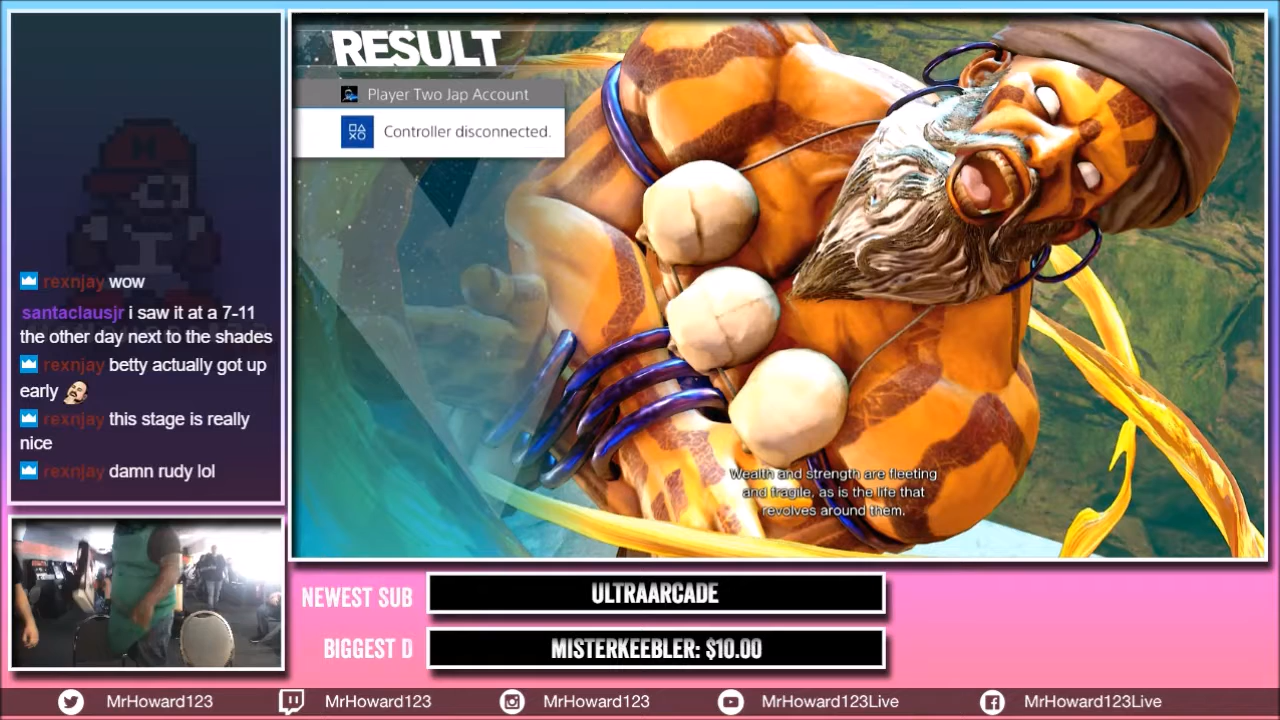 RESULT
Player Two Jap Account
Controller disconnected.
rexnjay wow
santaclausjr i saw it at a 7-11
the other day next to the shades
rexnjay betty actually got up
early
rexnjay this stage is really
nice
rexnjay damn rudy lol
Wealth and strength are fleeting
and fragile, as is the life that
revolves around them.
NEWEST SUB
ULTRAARCADE
BIGGEST D
MISTERKEEBLER: $10.00
MrHoward123
MrHoward123
MrHoward123
MrHoward123Live
MrHoward123Live